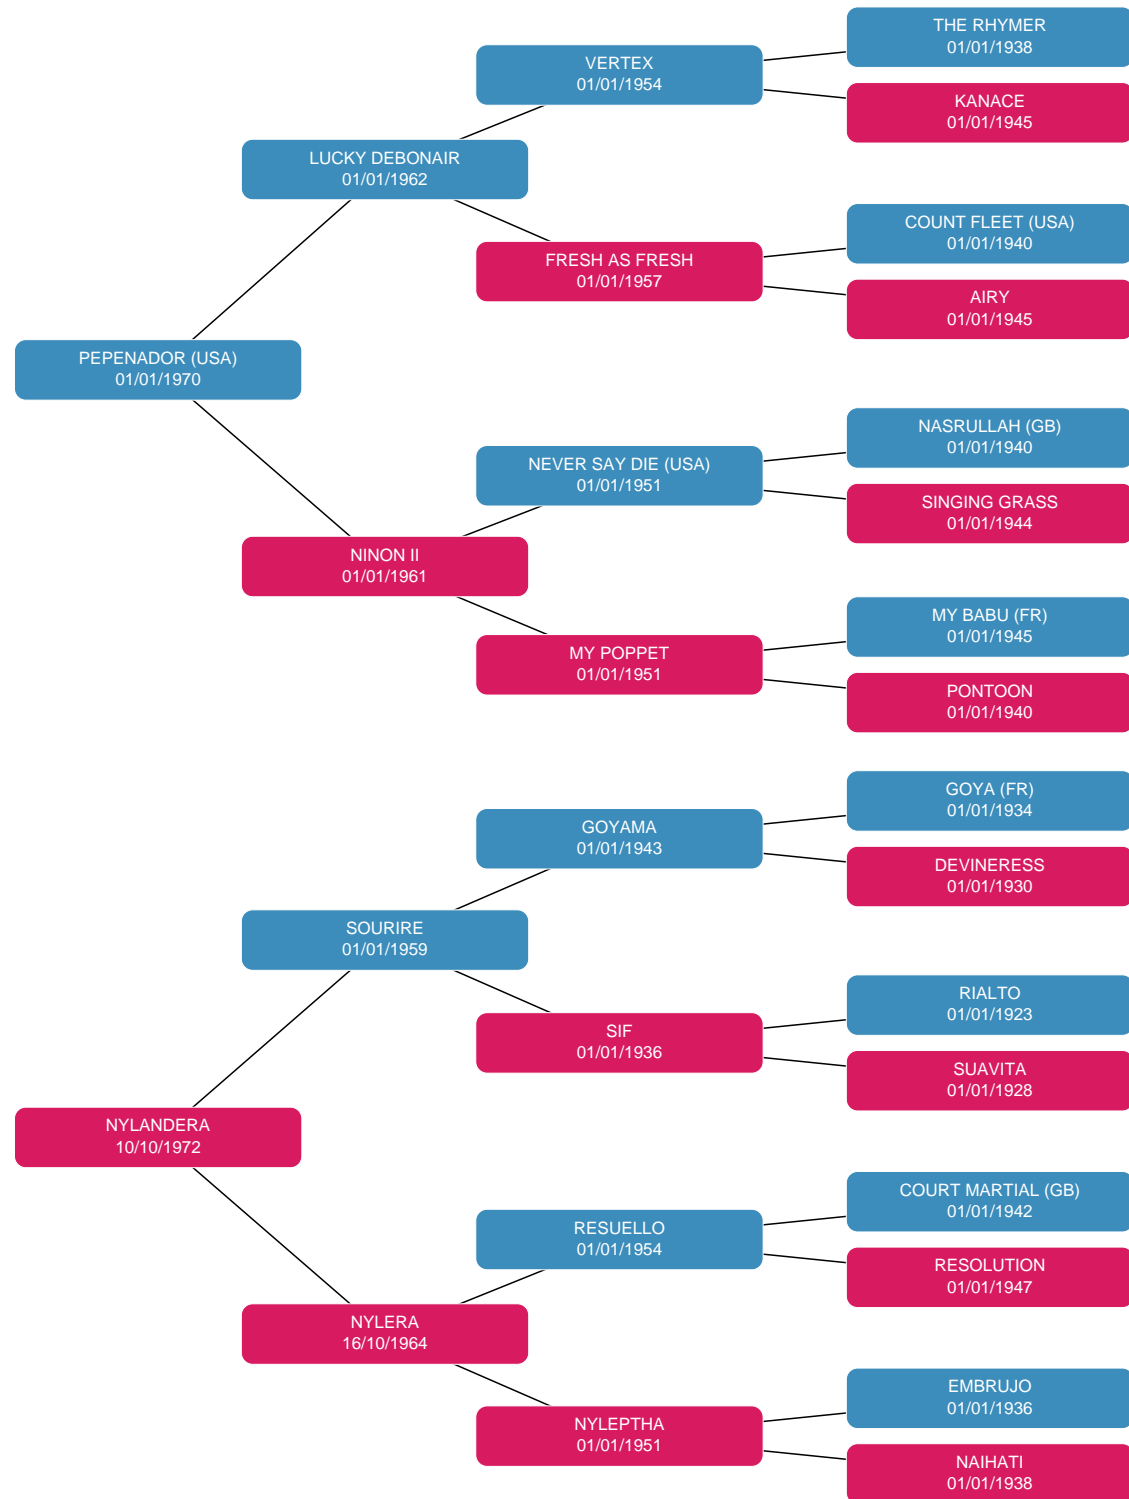 THE RHYMER
01/01/1938
VERTEX
01/01/1954
KANACE
01/01/1945
LUCKY DEBONAIR
01/01/1962
COUNT FLEET (USA)
01/01/1940
FRESH AS FRESH
01/01/1957
AIRY
01/01/1945
PEPENADOR (USA)
01/01/1970
NASRULLAH (GB)
01/01/1940
NEVER SAY DIE (USA)
01/01/1951
SINGING GRASS
01/01/1944
NINON II
01/01/1961
MY BABU (FR)
01/01/1945
MY POPPET
01/01/1951
PONTOON
01/01/1940
GOYA (FR)
01/01/1934
GOYAMA
01/01/1943
DEVINERESS
01/01/1930
SOURIRE
01/01/1959
RIALTO
01/01/1923
SIF
01/01/1936
SUAVITA
01/01/1928
NYLANDERA
10/10/1972
COURT MARTIAL (GB)
01/01/1942
RESUELLO
01/01/1954
RESOLUTION
01/01/1947
NYLERA
16/10/1964
EMBRUJO
01/01/1936
NYLEPTHA
01/01/1951
NAIHATI
01/01/1938